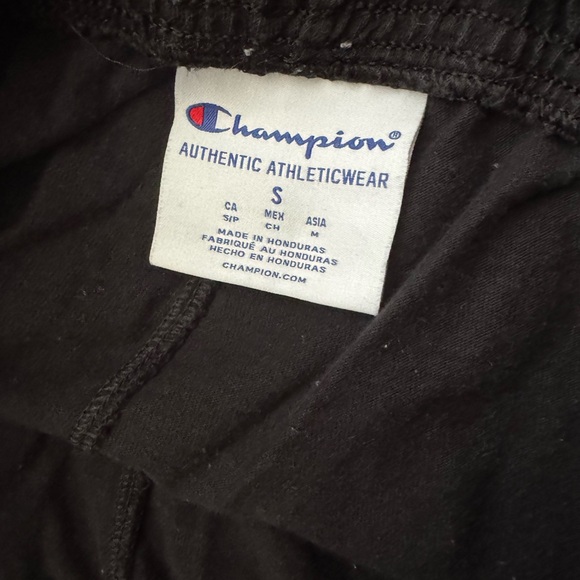 Champion®
AUTHENTIC ATHLETICWEAR
S
CA MEX ASIA
S/P CH M
MADE IN HONDURAS
FABRIQUÉ AU HONDURAS
HECHO EN HONDURAS
CHAMPION.COM